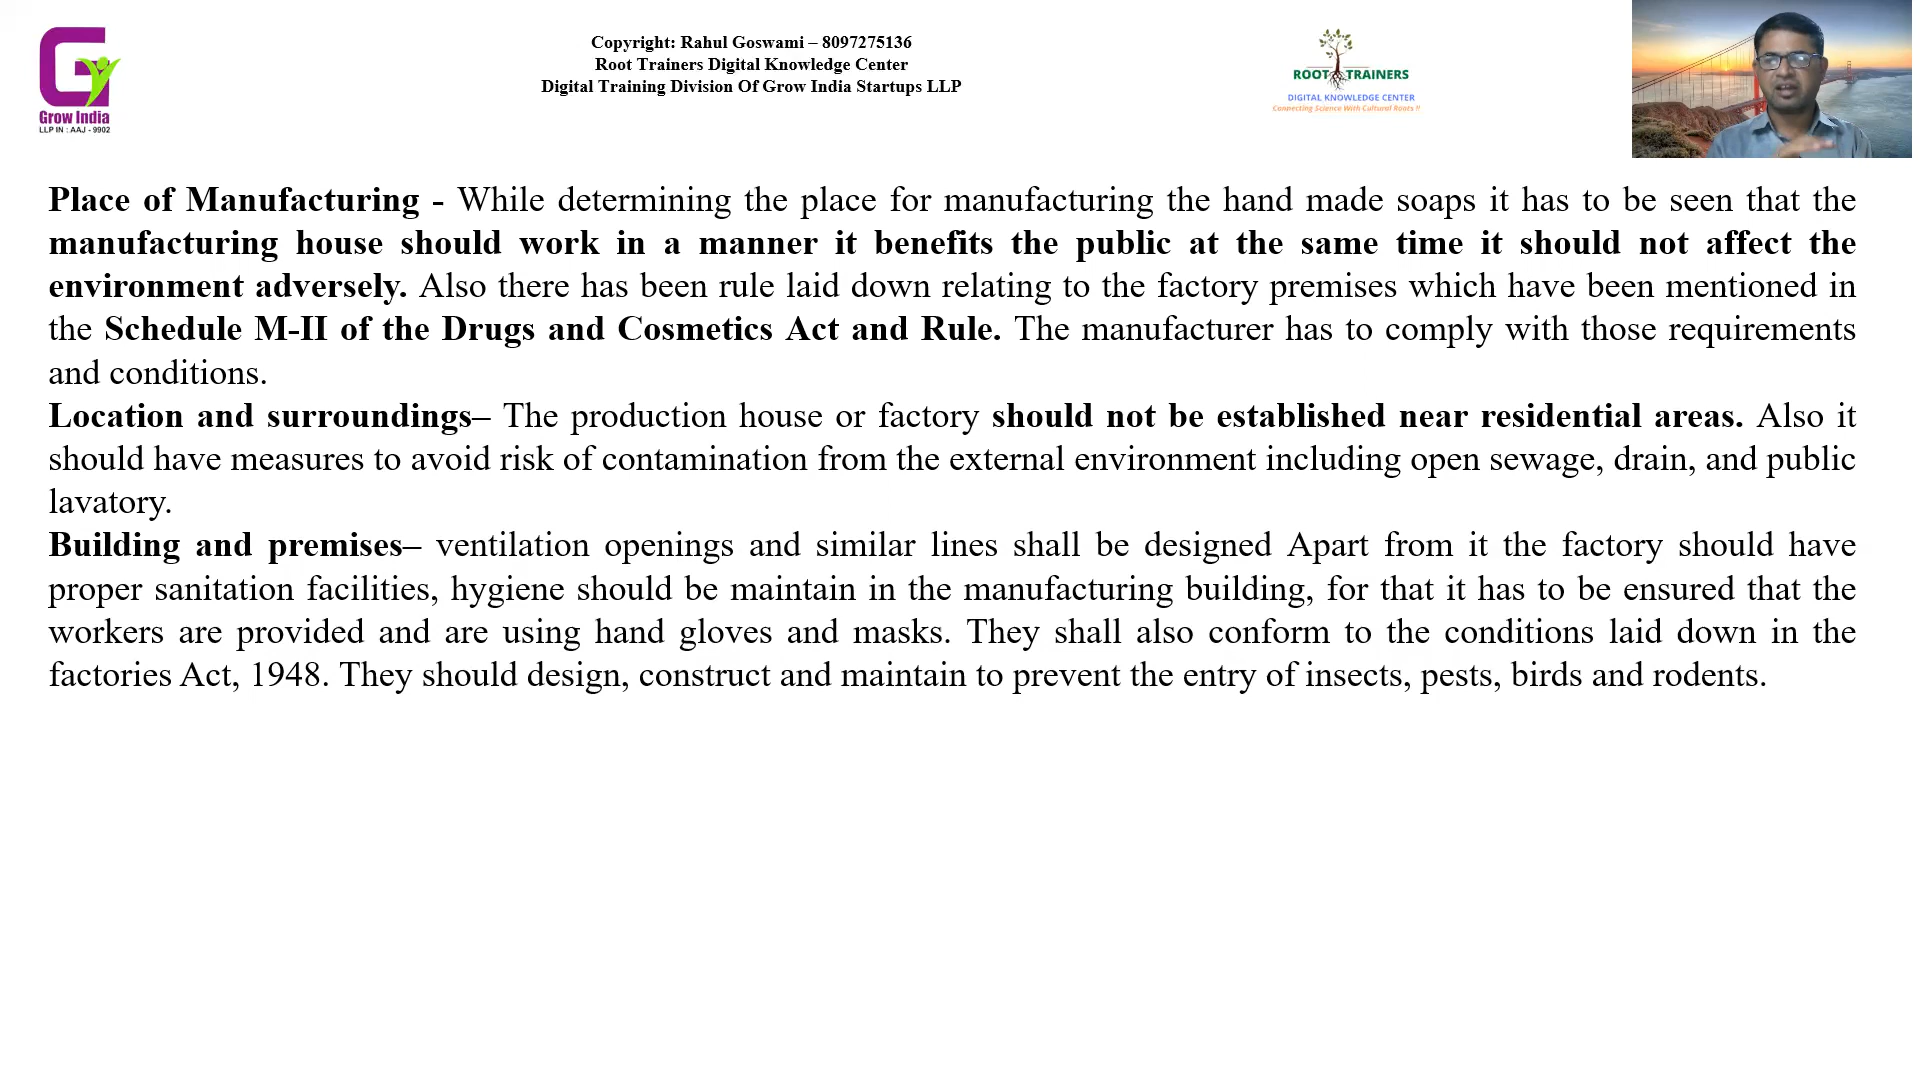 Grow India
LLP IN : AAJ - 9902
Copyright: Rahul Goswami – 8097275136
Root Trainers Digital Knowledge Center
Digital Training Division Of Grow India Startups LLP
ROOT TRAINERS
DIGITAL KNOWLEDGE CENTER
Connecting Science With Cultural Roots !!
Place of Manufacturing - While determining the place for manufacturing the hand made soaps it has to be seen that the
manufacturing house should work in a manner it benefits the public at the same time it should not affect the
environment adversely. Also there has been rule laid down relating to the factory premises which have been mentioned in
the Schedule M-II of the Drugs and Cosmetics Act and Rule. The manufacturer has to comply with those requirements
and conditions.
Location and surroundings– The production house or factory should not be established near residential areas. Also it
should have measures to avoid risk of contamination from the external environment including open sewage, drain, and public
lavatory.
Building and premises– ventilation openings and similar lines shall be designed Apart from it the factory should have
proper sanitation facilities, hygiene should be maintain in the manufacturing building, for that it has to be ensured that the
workers are provided and are using hand gloves and masks. They shall also conform to the conditions laid down in the
factories Act, 1948. They should design, construct and maintain to prevent the entry of insects, pests, birds and rodents.